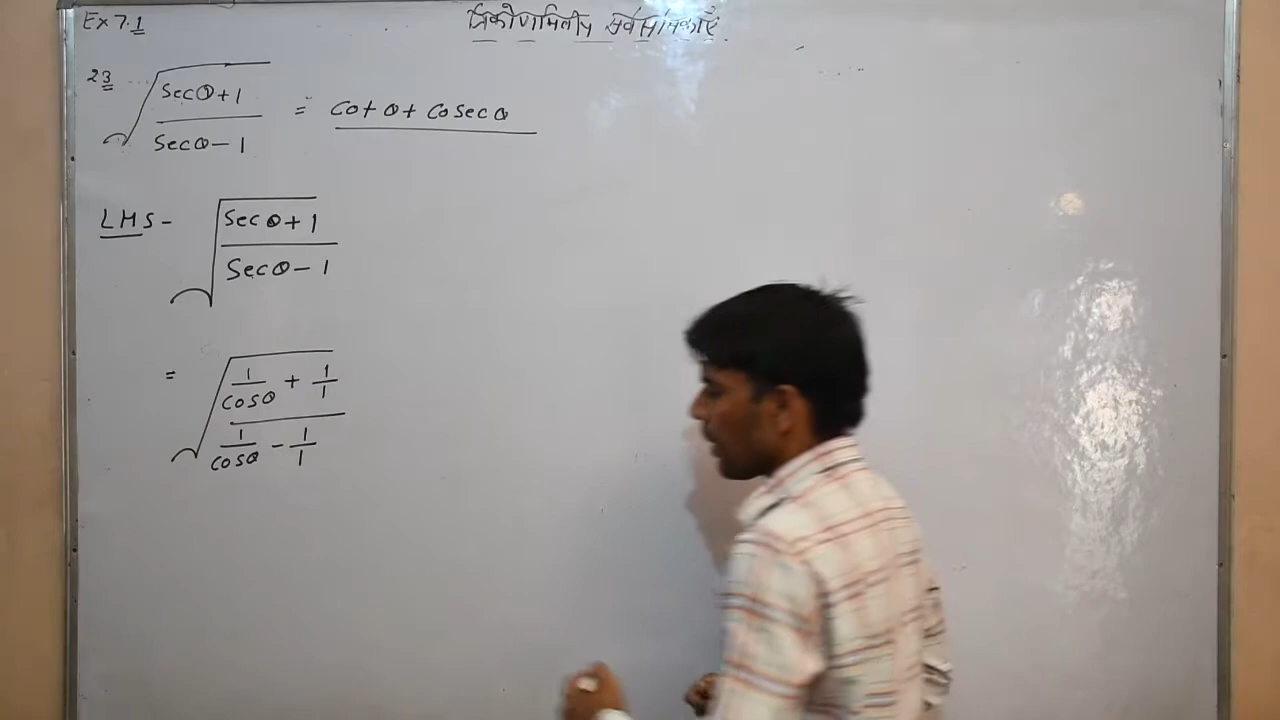 Ex 7.1
त्रिकोणमितीय सर्वसमिकाएँ
23 √((Secθ+1)/(Secθ-1)) = Cotθ + Cosecθ
LHS- √((Secθ+1)/(Secθ-1))
= √((1/cosθ + 1/1)/(1/cosθ - 1/1))